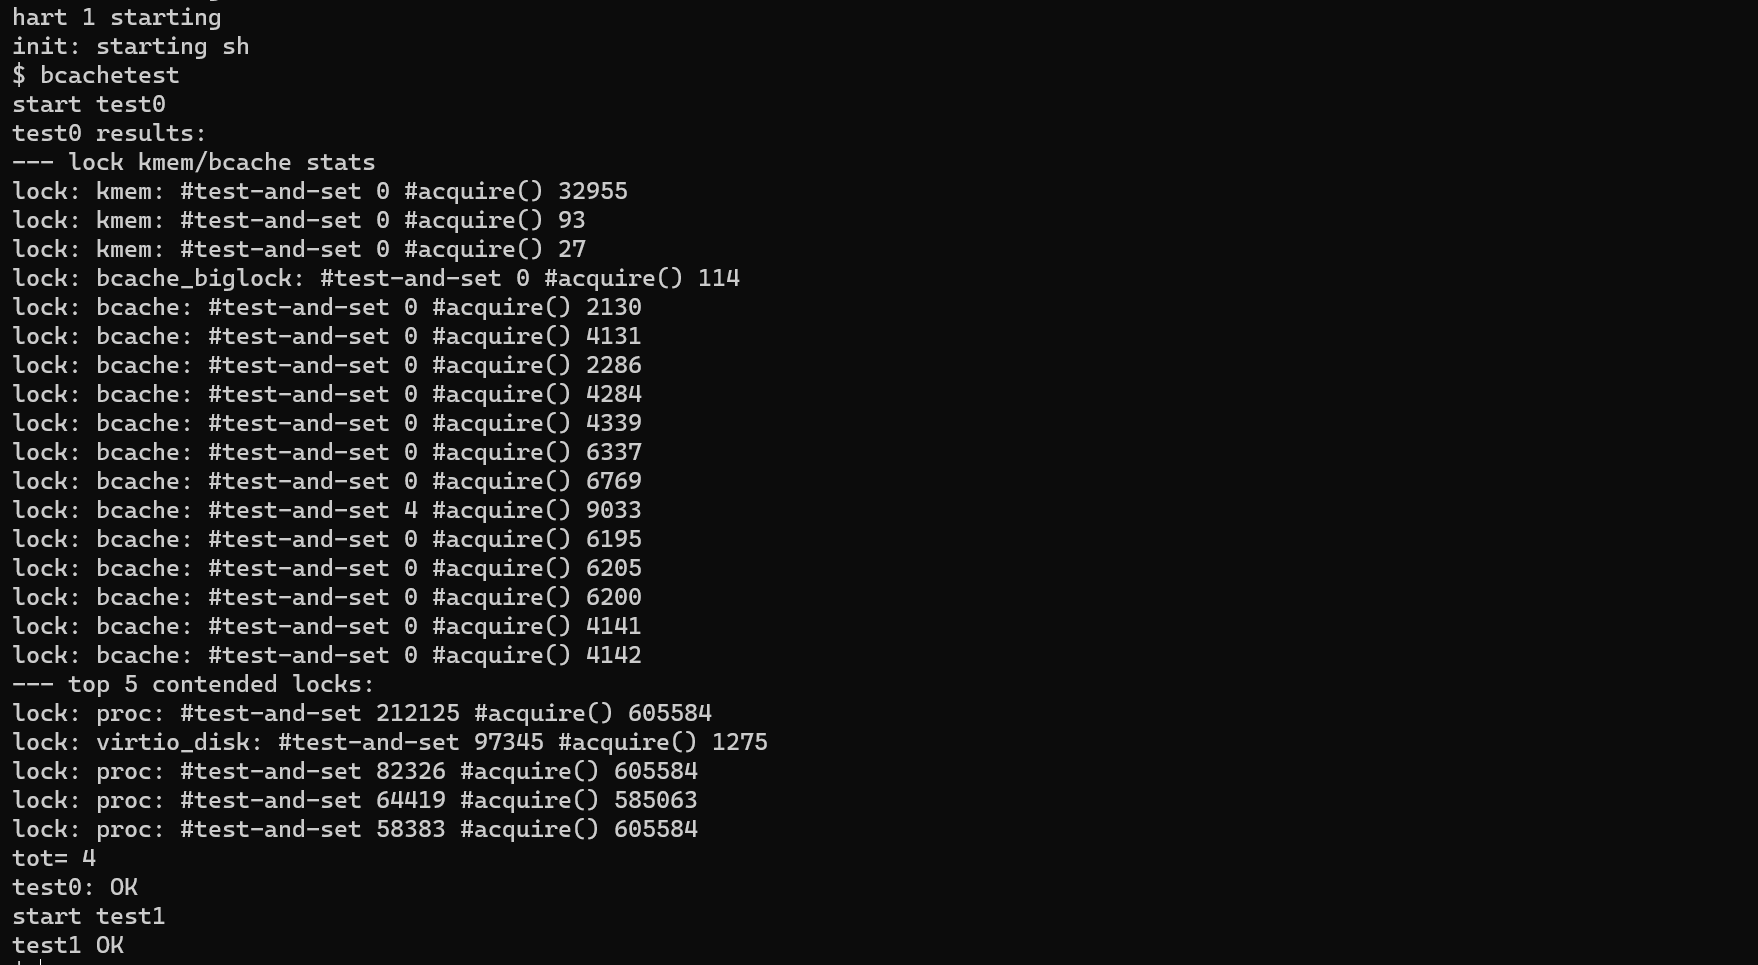 hart 1 starting
init: starting sh
$ bcachetest
start test0
test0 results:
--- lock kmem/bcache stats
lock: kmem: #test-and-set 0 #acquire() 32955
lock: kmem: #test-and-set 0 #acquire() 93
lock: kmem: #test-and-set 0 #acquire() 27
lock: bcache_biglock: #test-and-set 0 #acquire() 114
lock: bcache: #test-and-set 0 #acquire() 2130
lock: bcache: #test-and-set 0 #acquire() 4131
lock: bcache: #test-and-set 0 #acquire() 2286
lock: bcache: #test-and-set 0 #acquire() 4284
lock: bcache: #test-and-set 0 #acquire() 4339
lock: bcache: #test-and-set 0 #acquire() 6337
lock: bcache: #test-and-set 0 #acquire() 6769
lock: bcache: #test-and-set 4 #acquire() 9033
lock: bcache: #test-and-set 0 #acquire() 6195
lock: bcache: #test-and-set 0 #acquire() 6205
lock: bcache: #test-and-set 0 #acquire() 6200
lock: bcache: #test-and-set 0 #acquire() 4141
lock: bcache: #test-and-set 0 #acquire() 4142
--- top 5 contended locks:
lock: proc: #test-and-set 212125 #acquire() 605584
lock: virtio_disk: #test-and-set 97345 #acquire() 1275
lock: proc: #test-and-set 82326 #acquire() 605584
lock: proc: #test-and-set 64419 #acquire() 585063
lock: proc: #test-and-set 58383 #acquire() 605584
tot= 4
test0: OK
start test1
test1 OK